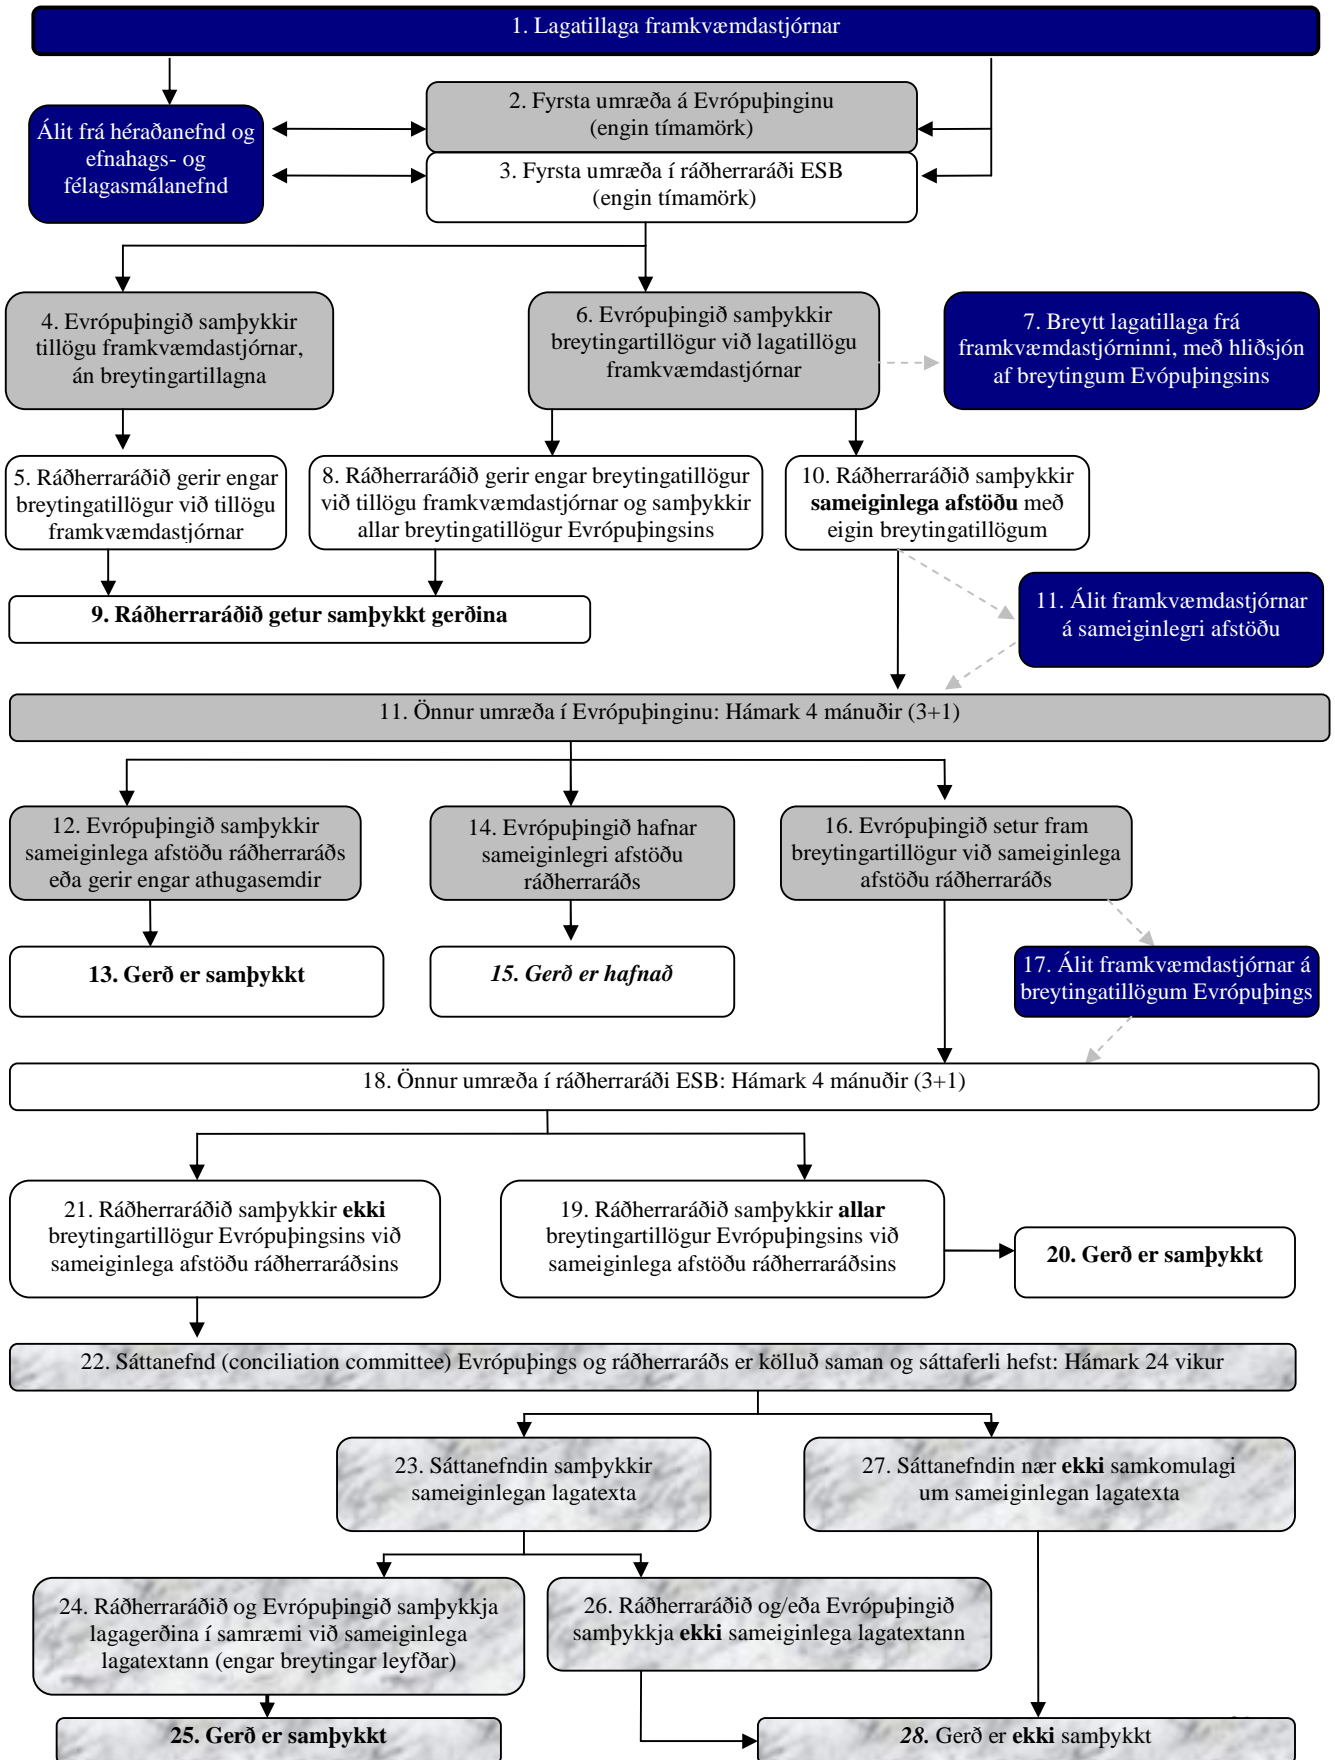 1. Lagatillaga framkvæmdastjórnar
Álit frá héraðanefnd og
efnahags- og
félagasmálanefnd
2. Fyrsta umræða á Evrópuþinginu
(engin tímamörk)
3. Fyrsta umræða í ráðherraráði ESB
(engin tímamörk)
4. Evrópuþingið samþykkir
tillögu framkvæmdastjórnar,
án breytingartillagna
6. Evrópuþingið samþykkir
breytingartillögur við lagatillögu
framkvæmdastjórnar
7. Breytt lagatillaga frá
framkvæmdastjórninni, með hliðsjón
af breytingum Evópuþingsins
5. Ráðherraráðið gerir engar
breytingatillögur við tillögu
framkvæmdastjórnar
8. Ráðherraráðið gerir engar breytingatillögur
við tillögu framkvæmdastjórnar og samþykkir
allar breytingatillögur Evrópuþingsins
10. Ráðherraráðið samþykkir
sameiginlega afstöðu með
eigin breytingatillögum
9. Ráðherraráðið getur samþykkt gerðina
11. Álit framkvæmdastjórnar
á sameiginlegri afstöðu
11. Önnur umræða í Evrópuþinginu: Hámark 4 mánuðir (3+1)
12. Evrópuþingið samþykkir
sameiginlega afstöðu ráðherraráðs
eða gerir engar athugasemdir
14. Evrópuþingið hafnar
sameiginlegri afstöðu
ráðherraráðs
16. Evrópuþingið setur fram
breytingartillögur við sameiginlega
afstöðu ráðherraráðs
13. Gerð er samþykkt
15. Gerð er hafnað
17. Álit framkvæmdastjórnar á
breytingatillögum Evrópuþings
18. Önnur umræða í ráðherraráði ESB: Hámark 4 mánuðir (3+1)
21. Ráðherraráðið samþykkir ekki
breytingartillögur Evrópuþingsins við
sameiginlega afstöðu ráðherraráðsins
19. Ráðherraráðið samþykkir allar
breytingartillögur Evrópuþingsins við
sameiginlega afstöðu ráðherraráðsins
20. Gerð er samþykkt
22. Sáttanefnd (conciliation committee) Evrópuþings og ráðherraráðs er kölluð saman og sáttaferli hefst: Hámark 24 vikur
23. Sáttanefndin samþykkir
sameiginlegan lagatexta
27. Sáttanefndin nær ekki samkomulagi
um sameiginlegan lagatexta
24. Ráðherraráðið og Evrópuþingið samþykkja
lagagerðina í samræmi við sameiginlega
lagatextann (engar breytingar leyfðar)
26. Ráðherraráðið og/eða Evrópuþingið
samþykkja ekki sameiginlega lagatextann
25. Gerð er samþykkt
28. Gerð er ekki samþykkt